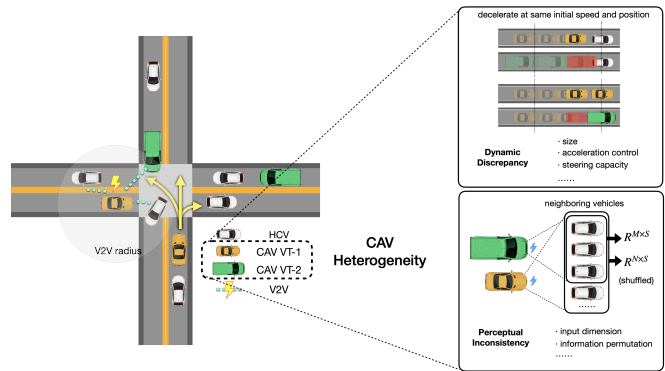 decelerate at same initial speed and position
Dynamic
Discrepancy
· size
· acceleration control
· steering capacity
......
V2V radius
HCV
CAV VT-1
CAV VT-2
V2V
CAV
Heterogeneity
neighboring vehicles
R^{M×S}
R^{N×S}
(shuffled)
......
Perceptual
Inconsistency
· input dimension
· information permutation
......